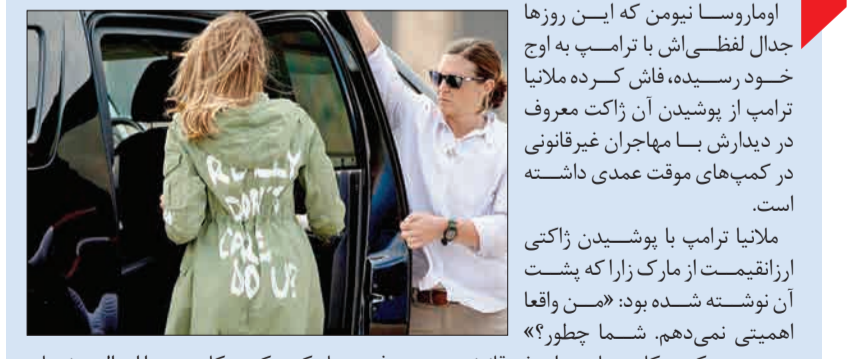 اوماروسا نیومن که این روزها
جدال لفظی‌اش با ترامپ به اوج
خود رسیده، فاش کرده ملانیا
ترامپ از پوشیدن آن ژاکت معروف
در دیدارش با مهاجران غیرقانونی
در کمپ‌های موقت عمدی داشته
است.
ملانیا ترامپ با پوشیدن ژاکتی
ارزانقیمت از مارک زارا که پشت
آن نوشته شده بود: «من واقعا
اهمیتی نمی‌دهم. شما چطور؟»
REALLY
DON'T
CARE
DO U?